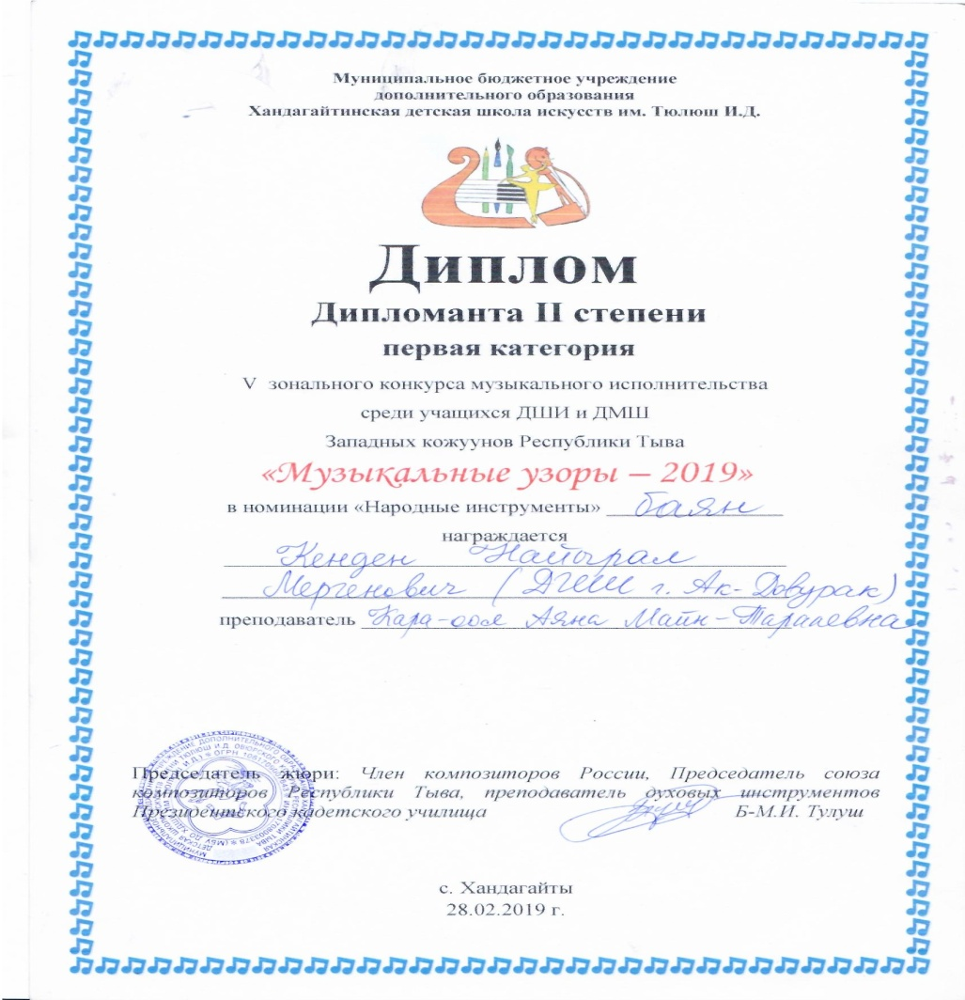 Муниципальное бюджетное учреждение
дополнительного образования
Хандагайтинская детская школа искусств им. Тюлюш И.Д.
Диплом
Дипломанта II степени
первая категория
V зонального конкурса музыкального исполнительства
среди учащихся ДШИ и ДМШ
Западных кожуунов Республики Тыва
«Музыкальные узоры – 2019»
в номинации «Народные инструменты» баян
награждается
Кенден Найырал
Мергенович (ДМШ г. Ак-Довурак)
преподаватель Кара-оол Аяна Маин-Тараевна
Председатель жюри: Член композиторов России, Председатель союза
композиторов Республики Тыва, преподаватель духовых инструментов
Президентского кадетского училища Б-М.И. Тулуш
с. Хандагайты
28.02.2019 г.